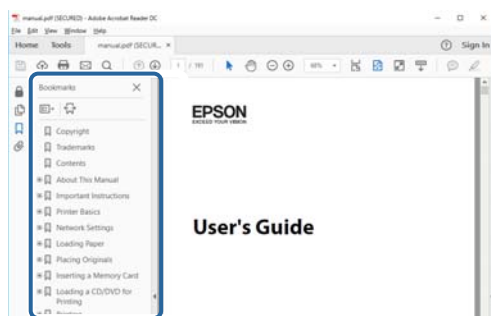 manual.pdf (SECURED) - Adobe Acrobat Reader DC
File Edit View Window Help
Home Tools manual.pdf (SECUR... × Sign In
1 /
Bookmarks
Copyright
Trademarks
Contents
About This Manual
Important Instructions
Printer Basics
Network Settings
Loading Paper
Placing Originals
Inserting a Memory Card
Loading a CD/DVD for
Printing
EPSON
EXCEED YOUR VISION
User's Guide